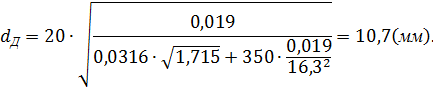 d_Д = 20 · √(0,019 / (0,0316 · √1,715 + 350 · 0,019 / 16,3²)) = 10,7(мм).